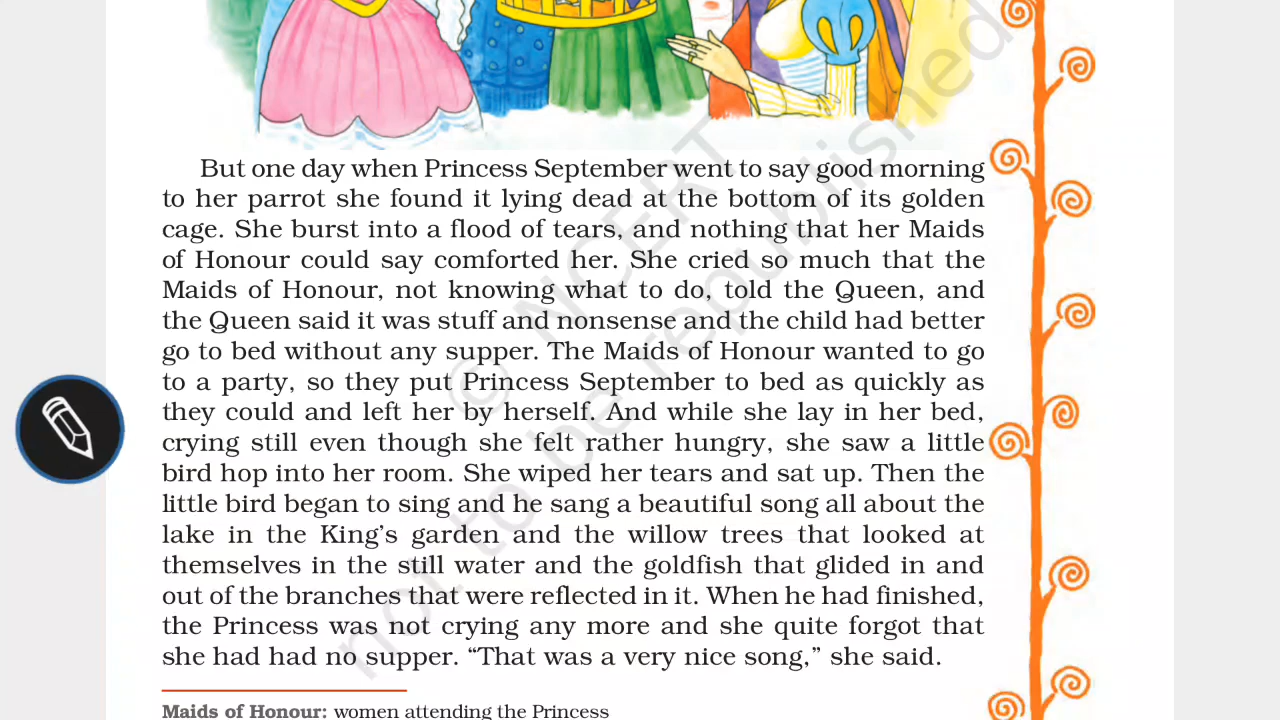 But one day when Princess September went to say good morning
to her parrot she found it lying dead at the bottom of its golden
cage. She burst into a flood of tears, and nothing that her Maids
of Honour could say comforted her. She cried so much that the
Maids of Honour, not knowing what to do, told the Queen, and
the Queen said it was stuff and nonsense and the child had better
go to bed without any supper. The Maids of Honour wanted to go
to a party, so they put Princess September to bed as quickly as
they could and left her by herself. And while she lay in her bed,
crying still even though she felt rather hungry, she saw a little
bird hop into her room. She wiped her tears and sat up. Then the
little bird began to sing and he sang a beautiful song all about the
lake in the King’s garden and the willow trees that looked at
themselves in the still water and the goldfish that glided in and
out of the branches that were reflected in it. When he had finished,
the Princess was not crying any more and she quite forgot that
she had had no supper. “That was a very nice song,” she said.
Maids of Honour: women attending the Princess
© NCERT
not to be republished